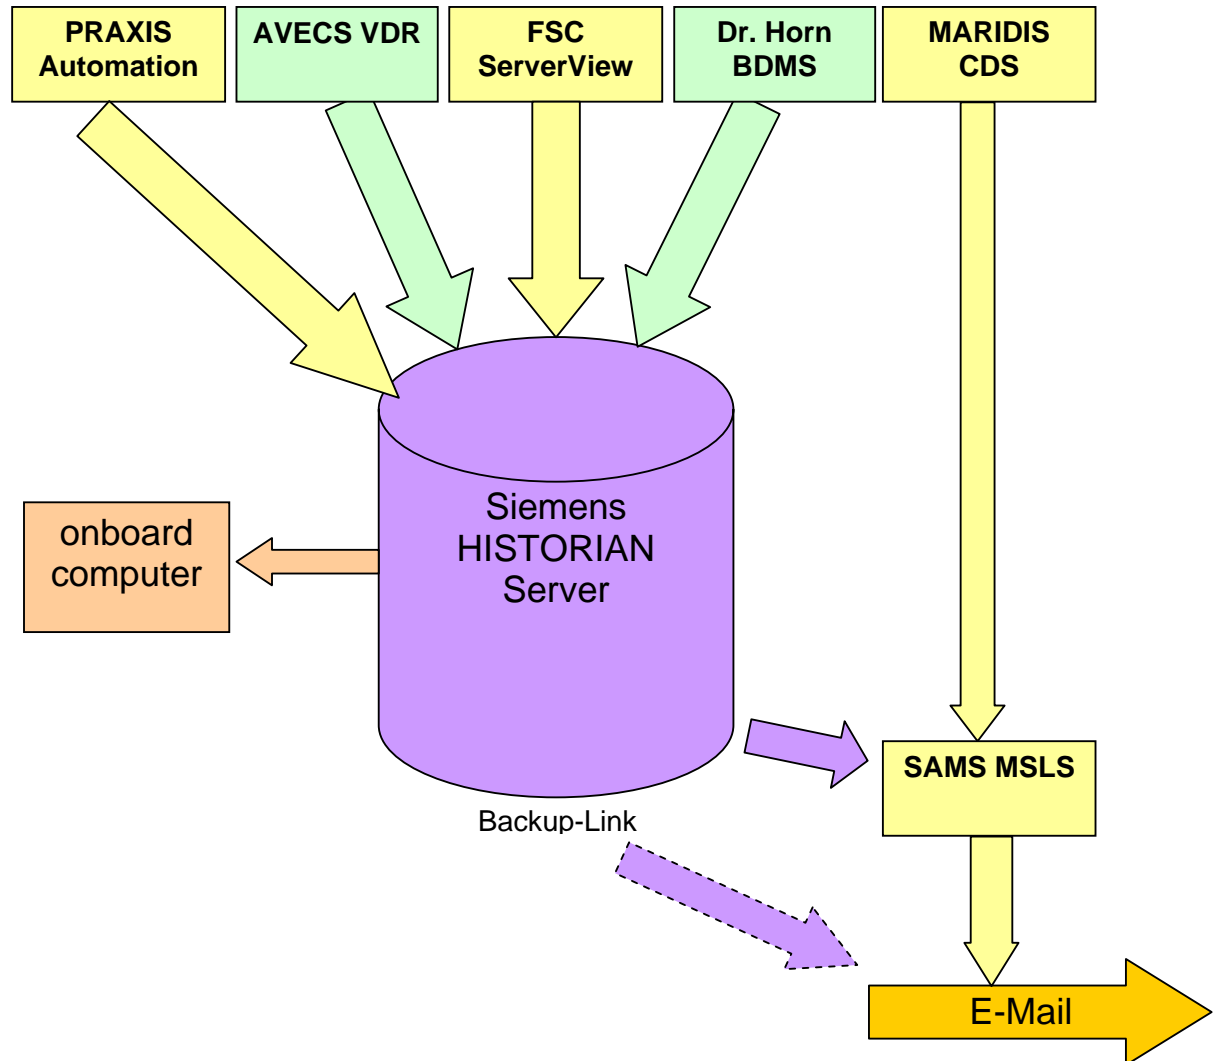 PRAXIS
Automation
AVECS VDR
FSC
ServerView
Dr. Horn
BDMS
MARIDIS
CDS
Siemens
HISTORIAN
Server
onboard
computer
SAMS MSLS
Backup-Link
E-Mail